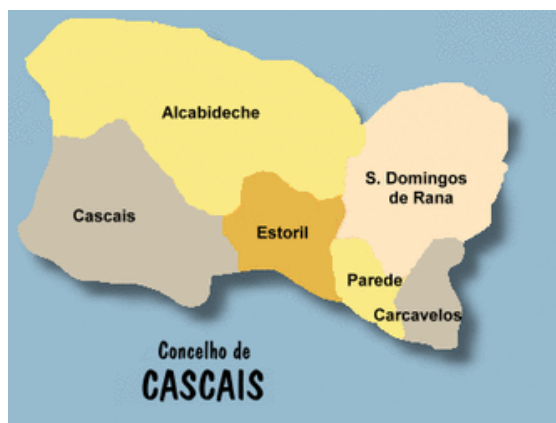 Alcabideche
S. Domingos
de Rana
Cascais
Estoril
Parede
Carcavelos
Concelho de
CASCAIS